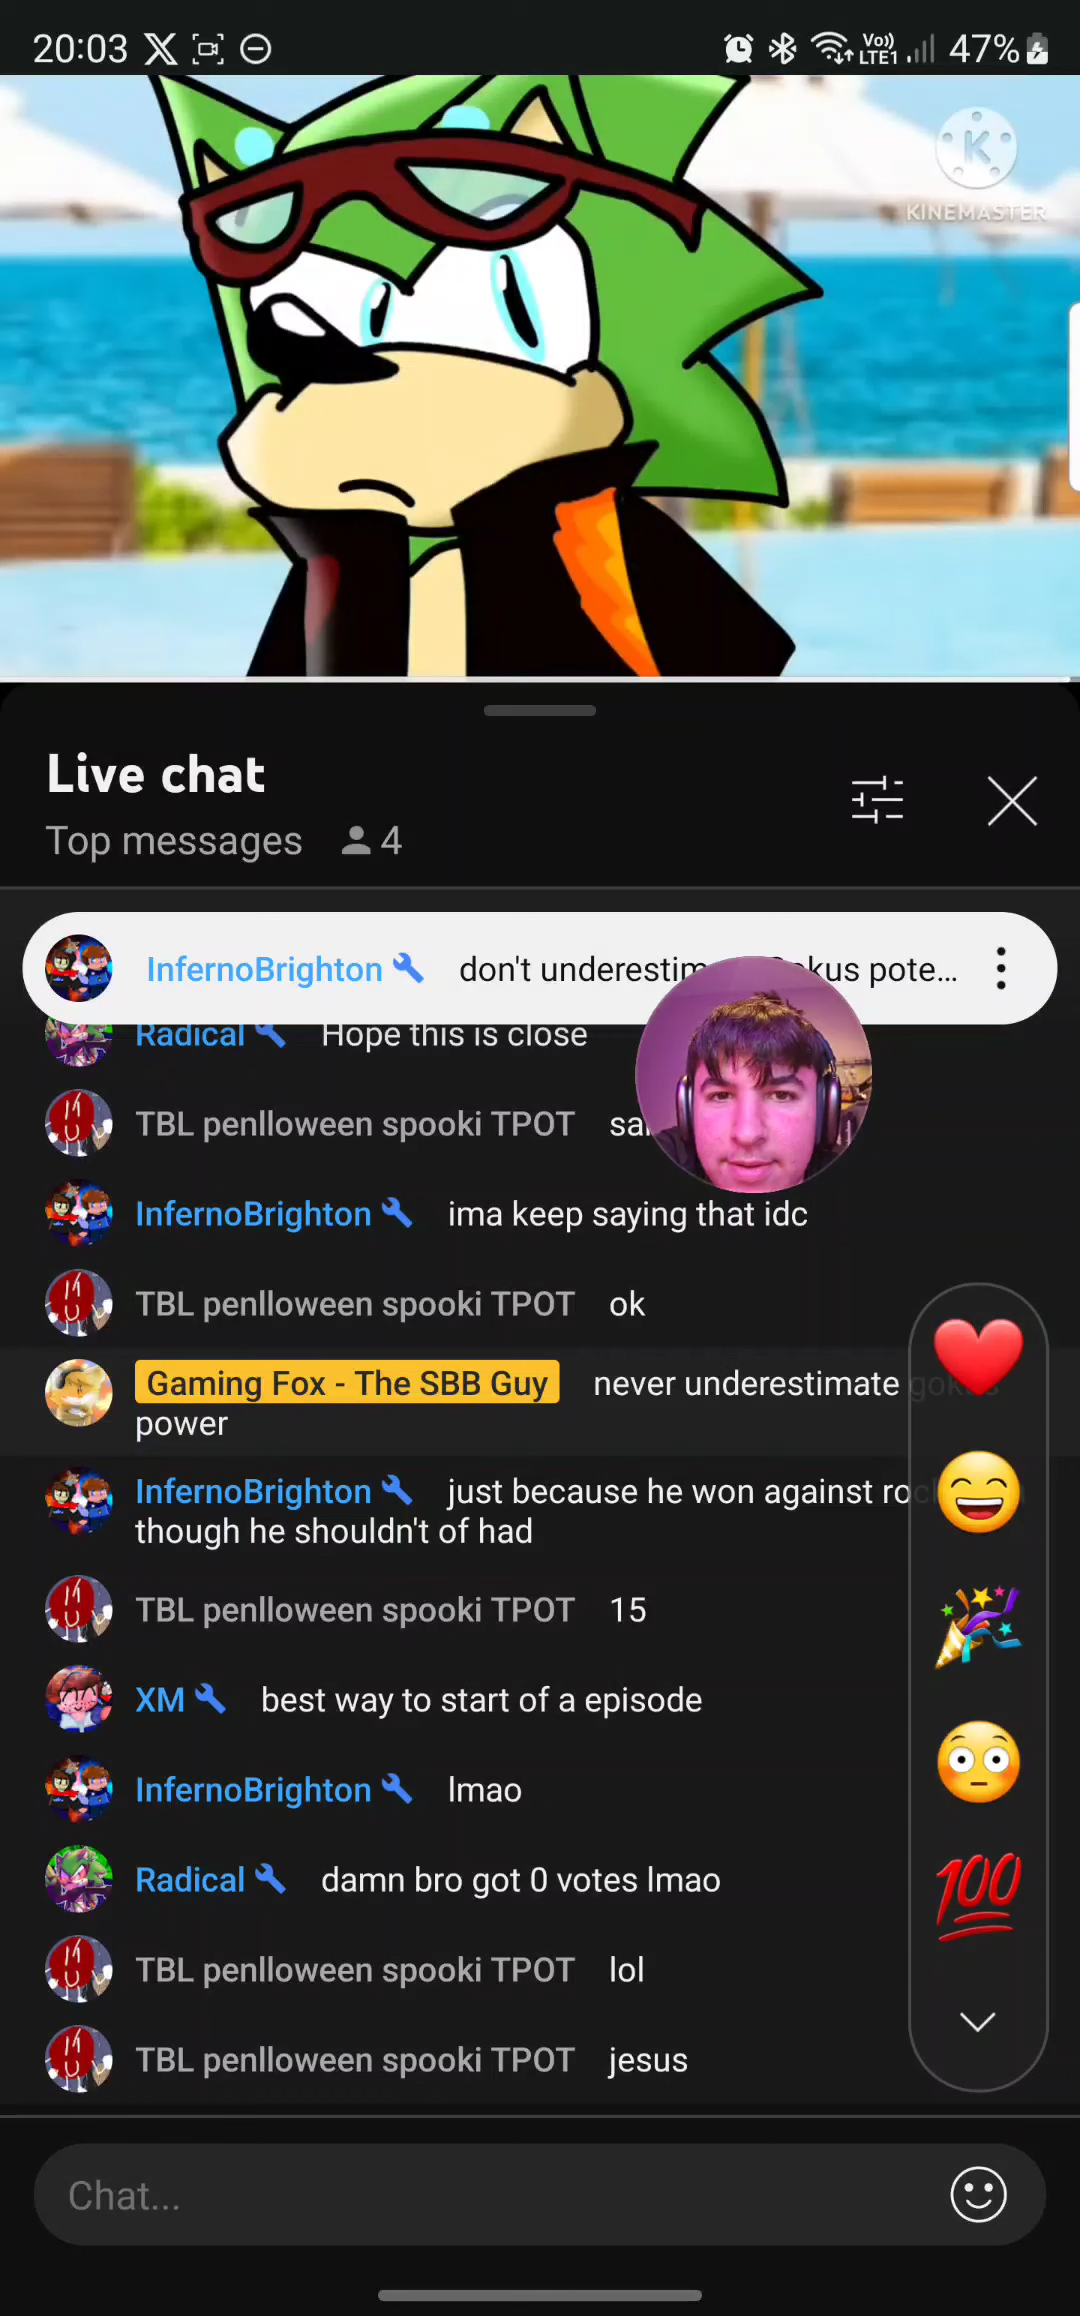 20:03
Vo))
LTE1
47%
K
KINEMASTER
Live chat
Top messages 4
InfernoBrighton don't underestim kus pote...
Radical Hope this is close
TBL penlloween spooki TPOT
InfernoBrighton ima keep saying that idc
TBL penlloween spooki TPOT ok
Gaming Fox - The SBB Guy never underestimate gokus
power
InfernoBrighton just because he won against
though he shouldn't of had
TBL penlloween spooki TPOT 15
XM best way to start of a episode
InfernoBrighton lmao
Radical damn bro got 0 votes lmao
TBL penlloween spooki TPOT lol
TBL penlloween spooki TPOT jesus
100
Chat...